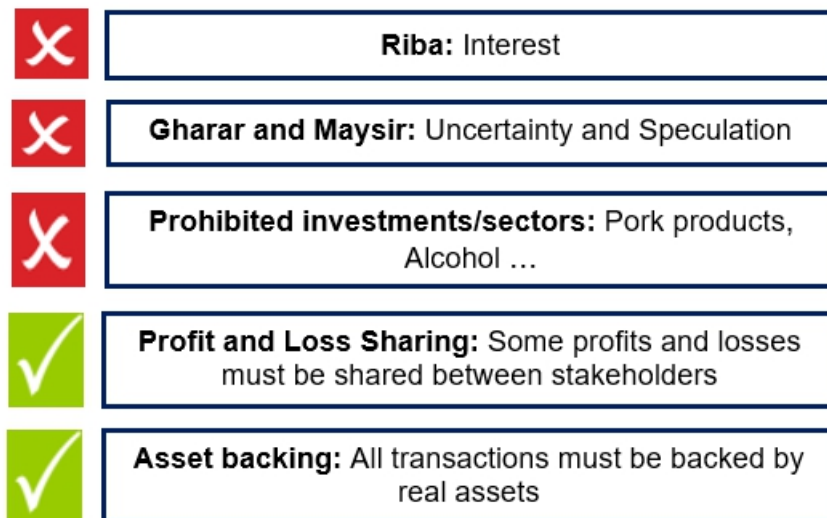 Riba: Interest
Gharar and Maysir: Uncertainty and Speculation
Prohibited investments/sectors: Pork products,
Alcohol ...
Profit and Loss Sharing: Some profits and losses
must be shared between stakeholders
Asset backing: All transactions must be backed by
real assets